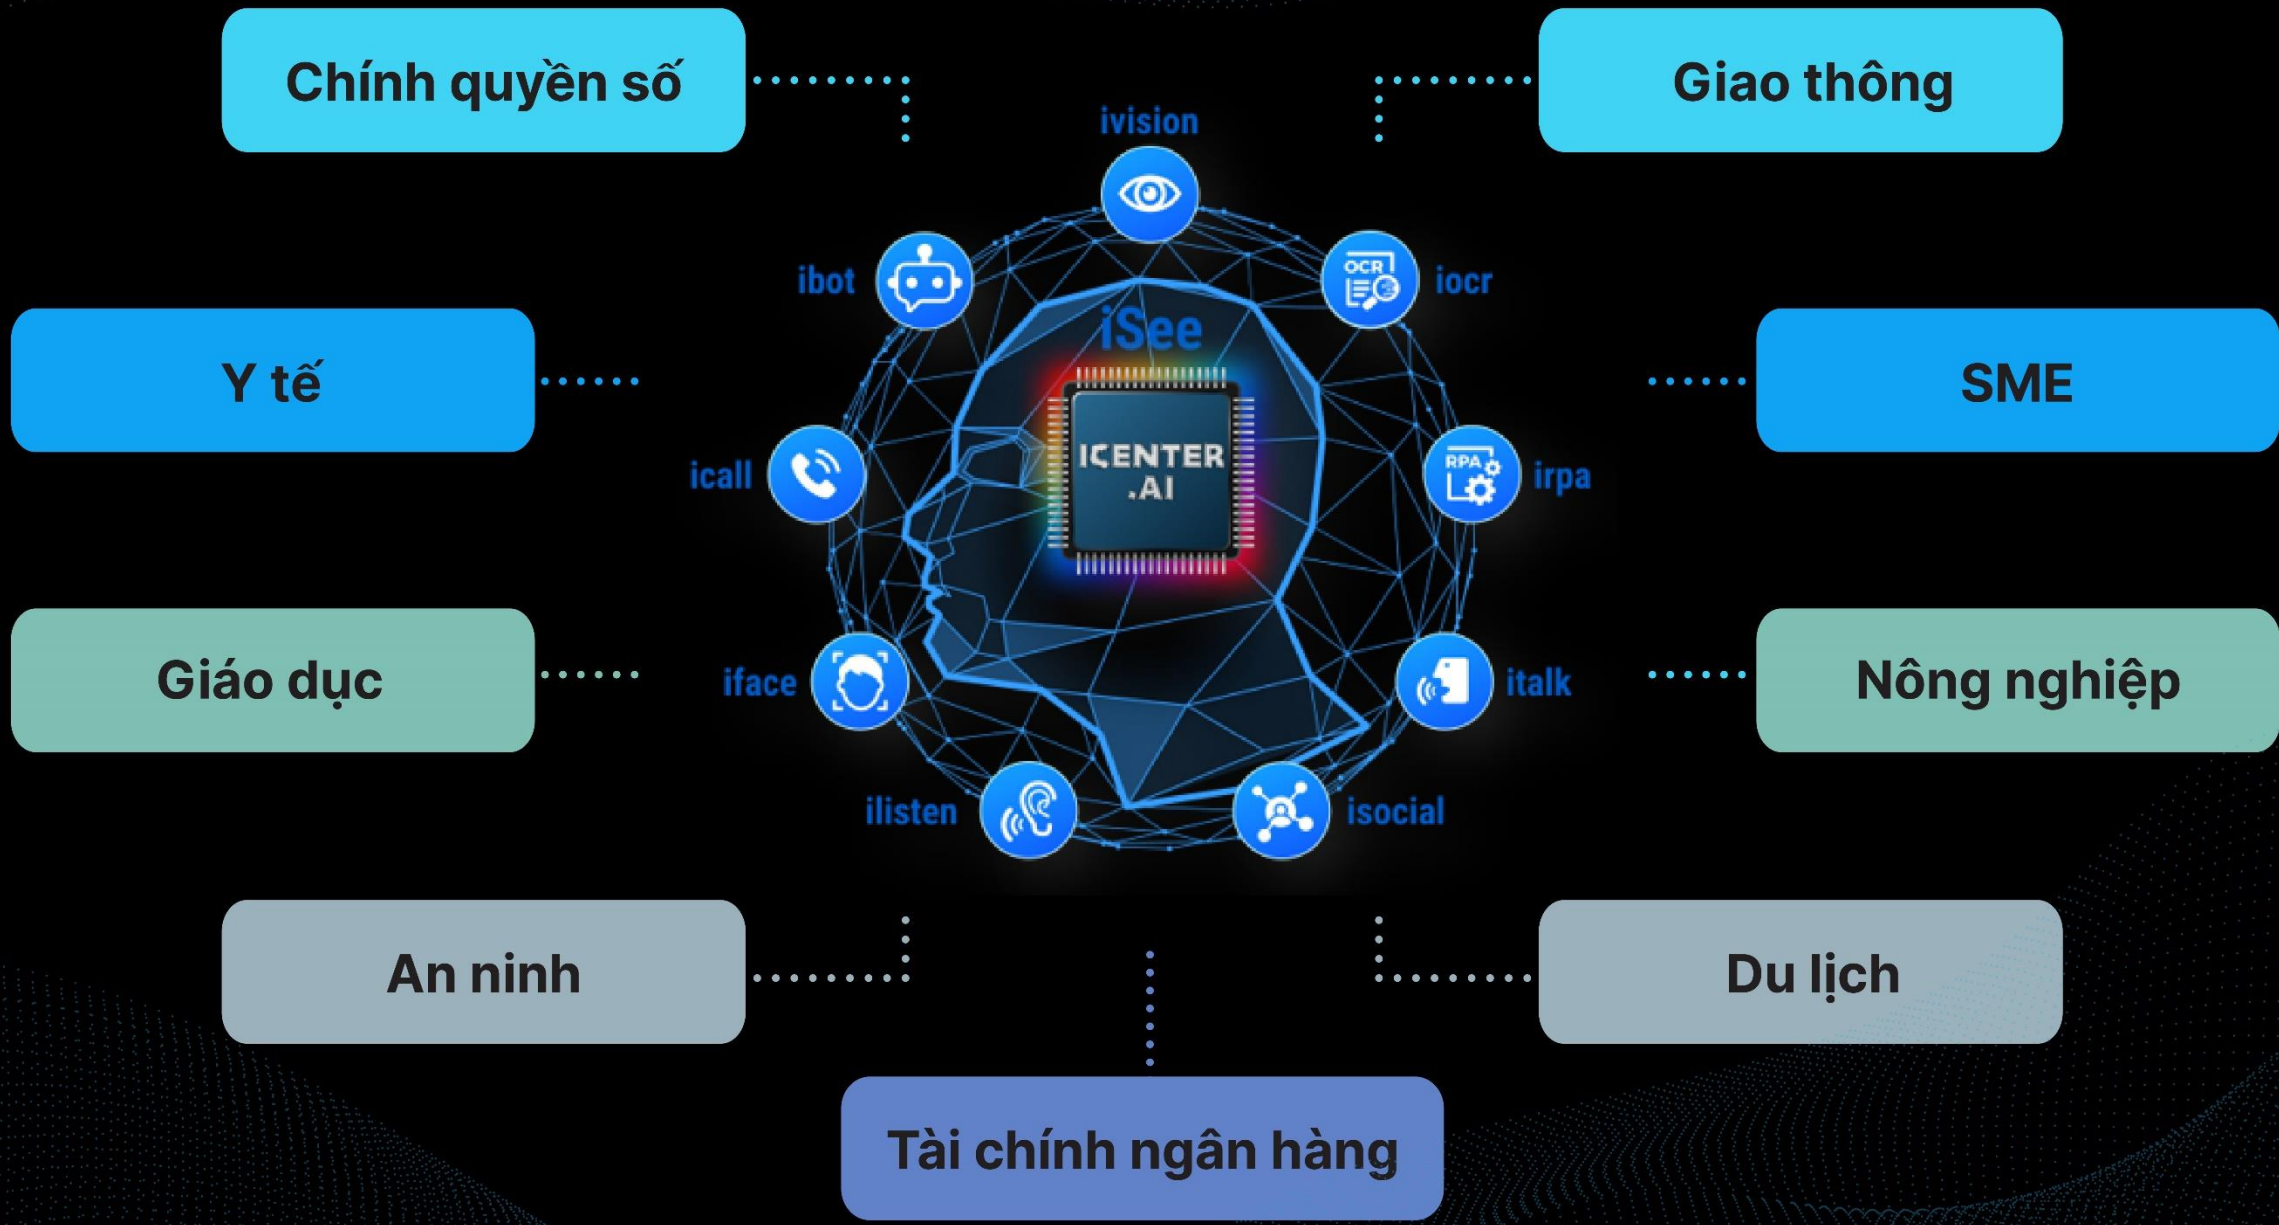 Chính quyền số
Giao thông
ivision
ibot
OCR
iocr
iSee
Y tế
SME
ICENTER
.AI
icall
RPA
irpa
Giáo dục
iface
italk
Nông nghiệp
ilisten
isocial
An ninh
Du lịch
Tài chính ngân hàng